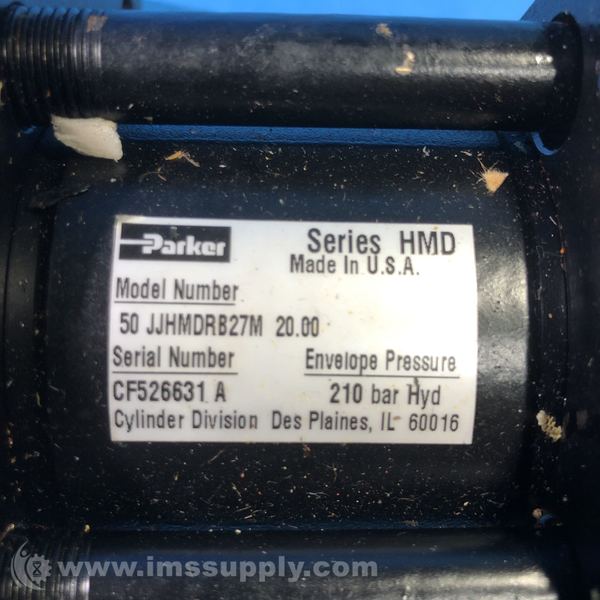 Parker
Series HMD
Made In U.S.A.
Model Number
50 JJHMDRB27M 20.00
Serial Number
Envelope Pressure
CF526631 A
210 bar Hyd
Cylinder Division Des Plaines, IL 60016
www.imssupply.com